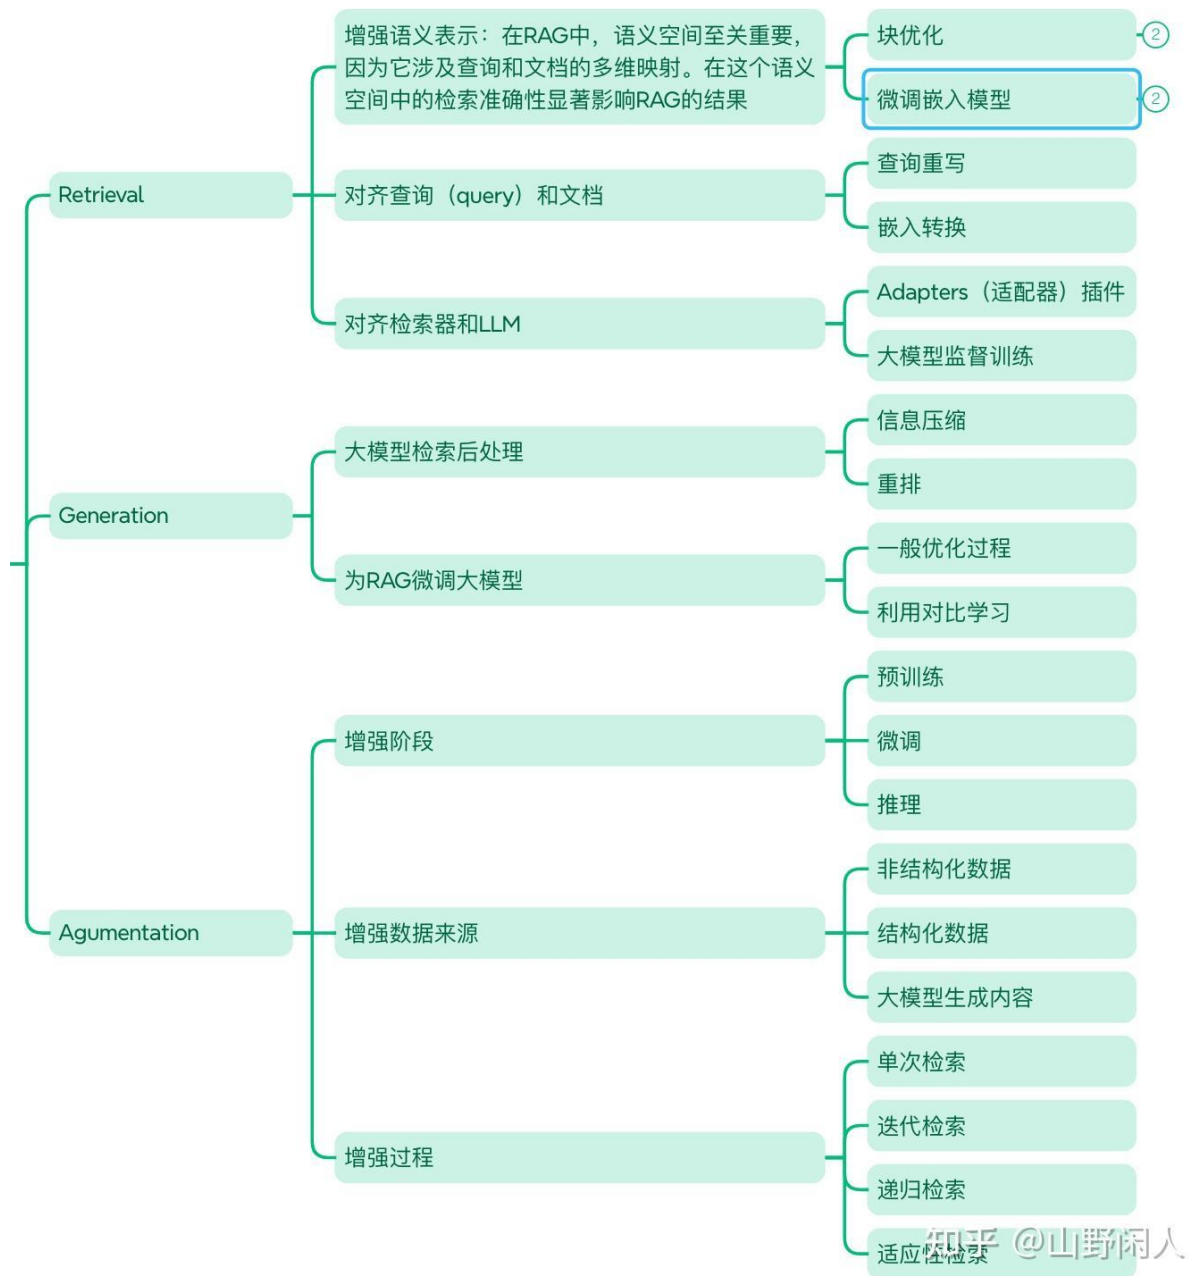 Retrieval
增强语义表示：在RAG中，语义空间至关重要，
因为它涉及查询和文档的多维映射。在这个语义
空间中的检索准确性显著影响RAG的结果
块优化
2
微调嵌入模型
2
对齐查询（query）和文档
查询重写
嵌入转换
对齐检索器和LLM
Adapters（适配器）插件
大模型监督训练
Generation
大模型检索后处理
信息压缩
重排
为RAG微调大模型
一般优化过程
利用对比学习
Agumentation
增强阶段
预训练
微调
推理
增强数据来源
非结构化数据
结构化数据
大模型生成内容
增强过程
单次检索
迭代检索
递归检索
适应性检索
知乎 @山野闲人